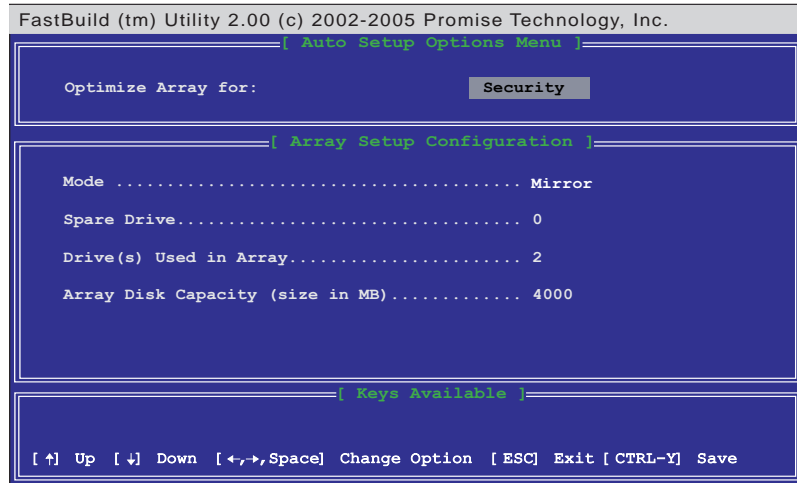 FastBuild (tm) Utility 2.00 (c) 2002-2005 Promise Technology, Inc.
[ Auto Setup Options Menu ]
Optimize Array for: Security
[ Array Setup Configuration ]
Mode ........................................ Mirror
Spare Drive.................................. 0
Drive(s) Used in Array....................... 2
Array Disk Capacity (size in MB)............. 4000
[ Keys Available ]
[↑] Up [↓] Down [←,→,Space] Change Option [ESC] Exit [CTRL-Y] Save